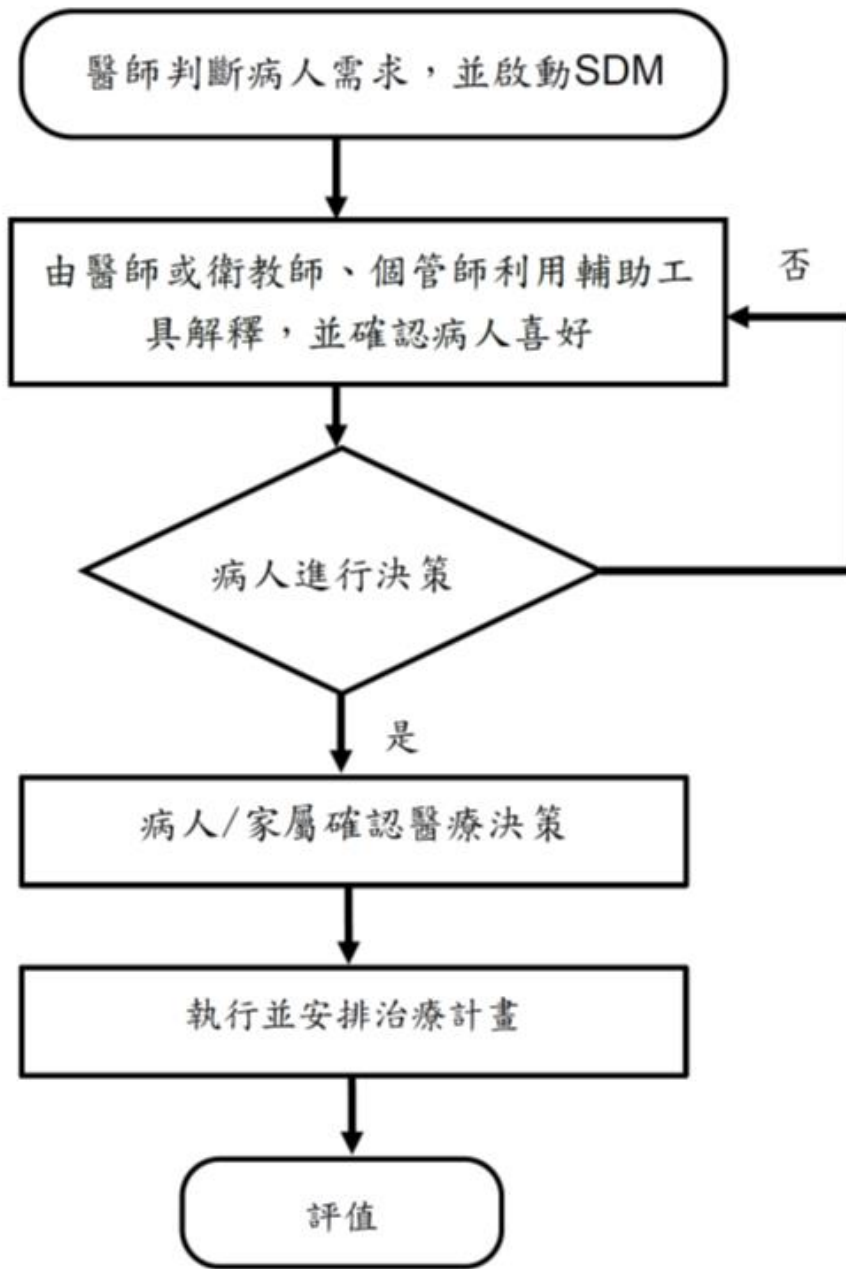 醫師判斷病人需求，並啟動SDM
由醫師或衛教師、個管師利用輔助工
具解釋，並確認病人喜好
否
病人進行決策
是
病人/家屬確認醫療決策
執行並安排治療計畫
評值